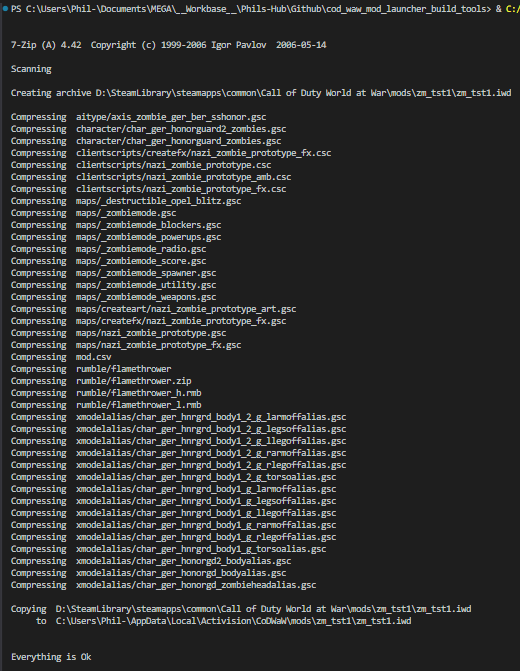 PS C:\Users\Phil-\Documents\MEGA\__Workbase__\Phils-Hub\Github\cod_waw_mod_launcher_build_tools> & C:/
7-Zip (A) 4.42  Copyright (c) 1999-2006 Igor Pavlov  2006-05-14
Scanning
Creating archive D:\SteamLibrary\steamapps\common\Call of Duty World at War\mods\zm_tst1\zm_tst1.iwd
Compressing  aitype/axis_zombie_ger_ber_sshonor.gsc
Compressing  character/char_ger_honorguard2_zombies.gsc
Compressing  character/char_ger_honorguard_zombies.gsc
Compressing  clientscripts/createfx/nazi_zombie_prototype_fx.csc
Compressing  clientscripts/nazi_zombie_prototype.csc
Compressing  clientscripts/nazi_zombie_prototype_amb.csc
Compressing  clientscripts/nazi_zombie_prototype_fx.csc
Compressing  maps/_destructible_opel_blitz.gsc
Compressing  maps/_zombiemode.gsc
Compressing  maps/_zombiemode_blockers.gsc
Compressing  maps/_zombiemode_powerups.gsc
Compressing  maps/_zombiemode_radio.gsc
Compressing  maps/_zombiemode_score.gsc
Compressing  maps/_zombiemode_spawner.gsc
Compressing  maps/_zombiemode_utility.gsc
Compressing  maps/_zombiemode_weapons.gsc
Compressing  maps/createart/nazi_zombie_prototype_art.gsc
Compressing  maps/createfx/nazi_zombie_prototype_fx.gsc
Compressing  maps/nazi_zombie_prototype.gsc
Compressing  maps/nazi_zombie_prototype_fx.gsc
Compressing  mod.csv
Compressing  rumble/flamethrower
Compressing  rumble/flamethrower.zip
Compressing  rumble/flamethrower_h.rmb
Compressing  rumble/flamethrower_l.rmb
Compressing  xmodelalias/char_ger_hnrgrd_body1_2_g_larmoffalias.gsc
Compressing  xmodelalias/char_ger_hnrgrd_body1_2_g_legsoffalias.gsc
Compressing  xmodelalias/char_ger_hnrgrd_body1_2_g_llegoffalias.gsc
Compressing  xmodelalias/char_ger_hnrgrd_body1_2_g_rarmoffalias.gsc
Compressing  xmodelalias/char_ger_hnrgrd_body1_2_g_rlegoffalias.gsc
Compressing  xmodelalias/char_ger_hnrgrd_body1_2_g_torsoalias.gsc
Compressing  xmodelalias/char_ger_hnrgrd_body1_g_larmoffalias.gsc
Compressing  xmodelalias/char_ger_hnrgrd_body1_g_legsoffalias.gsc
Compressing  xmodelalias/char_ger_hnrgrd_body1_g_llegoffalias.gsc
Compressing  xmodelalias/char_ger_hnrgrd_body1_g_rarmoffalias.gsc
Compressing  xmodelalias/char_ger_hnrgrd_body1_g_rlegoffalias.gsc
Compressing  xmodelalias/char_ger_hnrgrd_body1_g_torsoalias.gsc
Compressing  xmodelalias/char_ger_honorgd2_bodyalias.gsc
Compressing  xmodelalias/char_ger_honorgd_bodyalias.gsc
Compressing  xmodelalias/char_ger_honorgd_zombieheadalias.gsc
Copying  D:\SteamLibrary\steamapps\common\Call of Duty World at War\mods\zm_tst1\zm_tst1.iwd
to  C:\Users\Phil-\AppData\Local\Activision\CoDWaW\mods\zm_tst1\zm_tst1.iwd
Everything is Ok